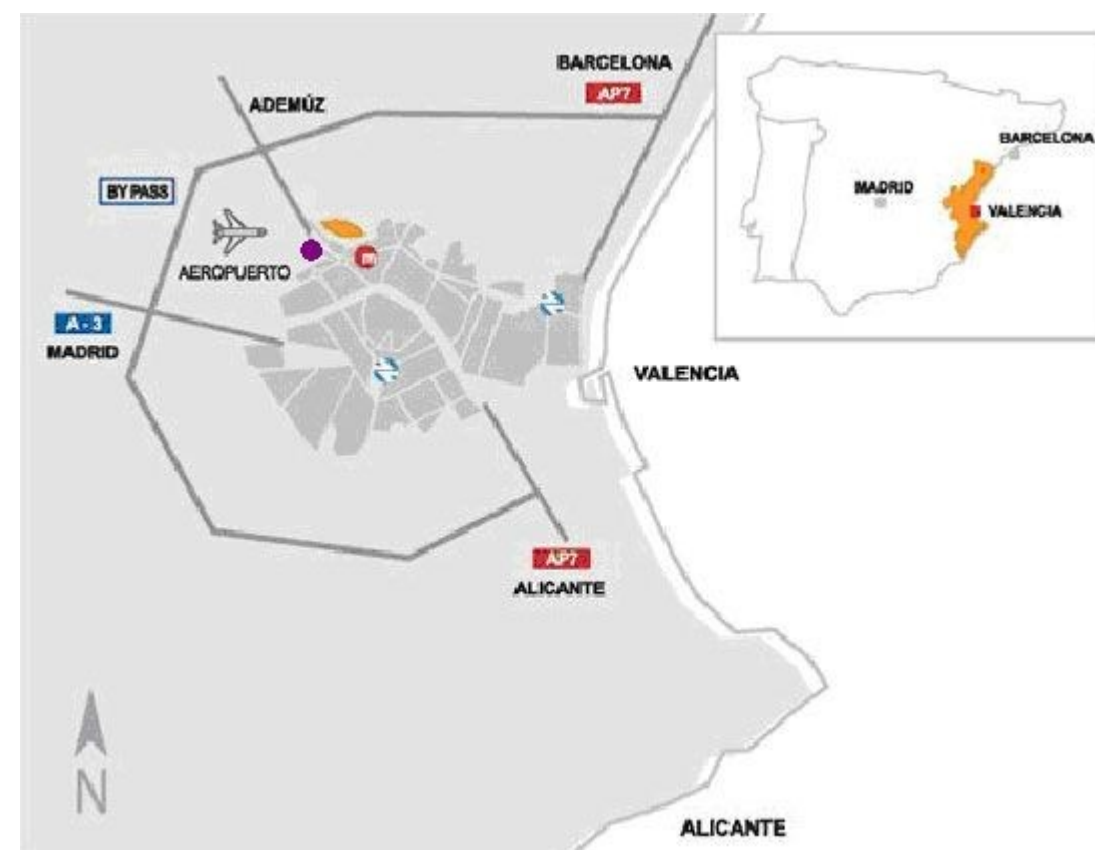 BARCELONA
AP7
ADEMÚZ
BY PASS
AEROPUERTO
m
A-3
MADRID
VALENCIA
AP7
ALICANTE
N
ALICANTE
BARCELONA
MADRID
VALENCIA